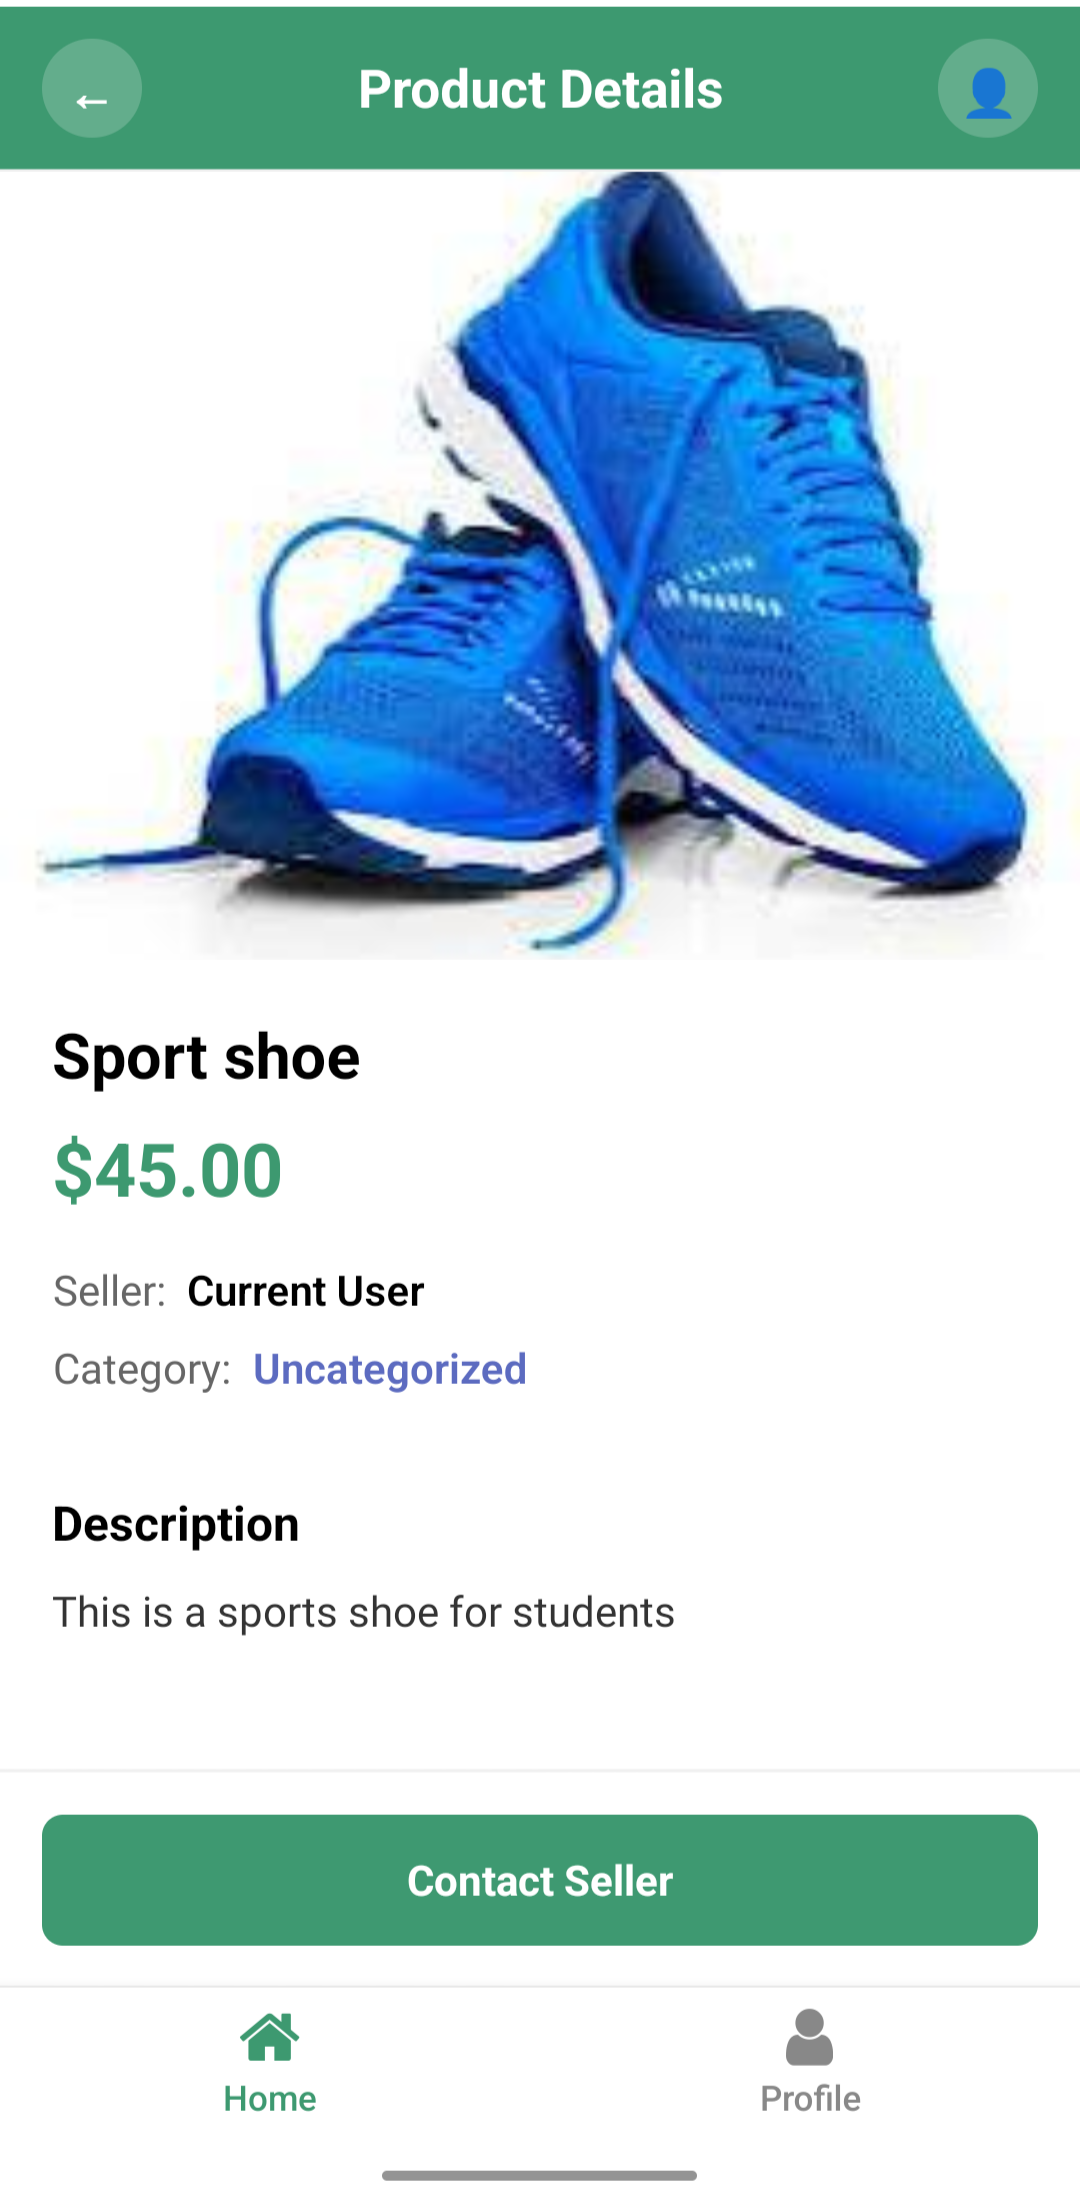 Product Details
Sport shoe
$45.00
Seller: Current User
Category: Uncategorized
Description
This is a sports shoe for students
Contact Seller
Home
Profile